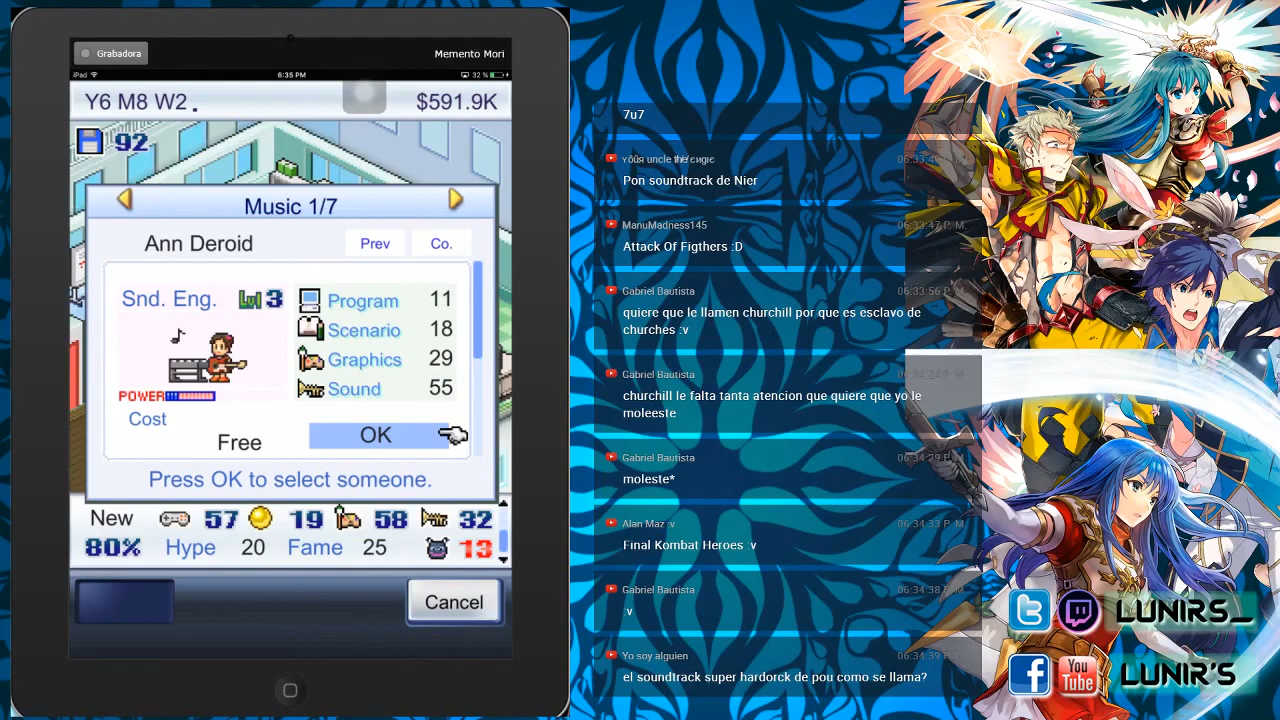 Grabadora
Memento Mori
iPad
6:35 PM
32 %
Y6 M8 W2.
$591.9K
92
Music 1/7
Ann Deroid
Prev
Co.
Snd. Eng.
Lvl 3
Program 11
Scenario 18
Graphics 29
Sound 55
POWER
Cost
Free
OK
Press OK to select someone.
New 57 19 58 32
80% Hype 20 Fame 25 13
Cancel
7u7
06:33:47 P. M.
Pon soundtrack de Nier
ManuMadness145
Attack Of Figthers :D
Gabriel Bautista 06:33:56 P. M.
quiere que le llamen churchill por que es esclavo de
churches :v
Gabriel Bautista 06:34:24 P. M.
churchill le falta tanta atencion que quiere que yo le
moleeste
Gabriel Bautista 06:34:29 P. M.
moleste*
Alan Maz :v 06:34:33 P. M.
Final Kombat Heroes :v
Gabriel Bautista 06:34:38 P. M.
:v
Yo soy alguien 06:34:39 P. M.
el soundtrack super hardorck de pou como se llama?
LUNIRS_
You
Tube
LUNIR'S